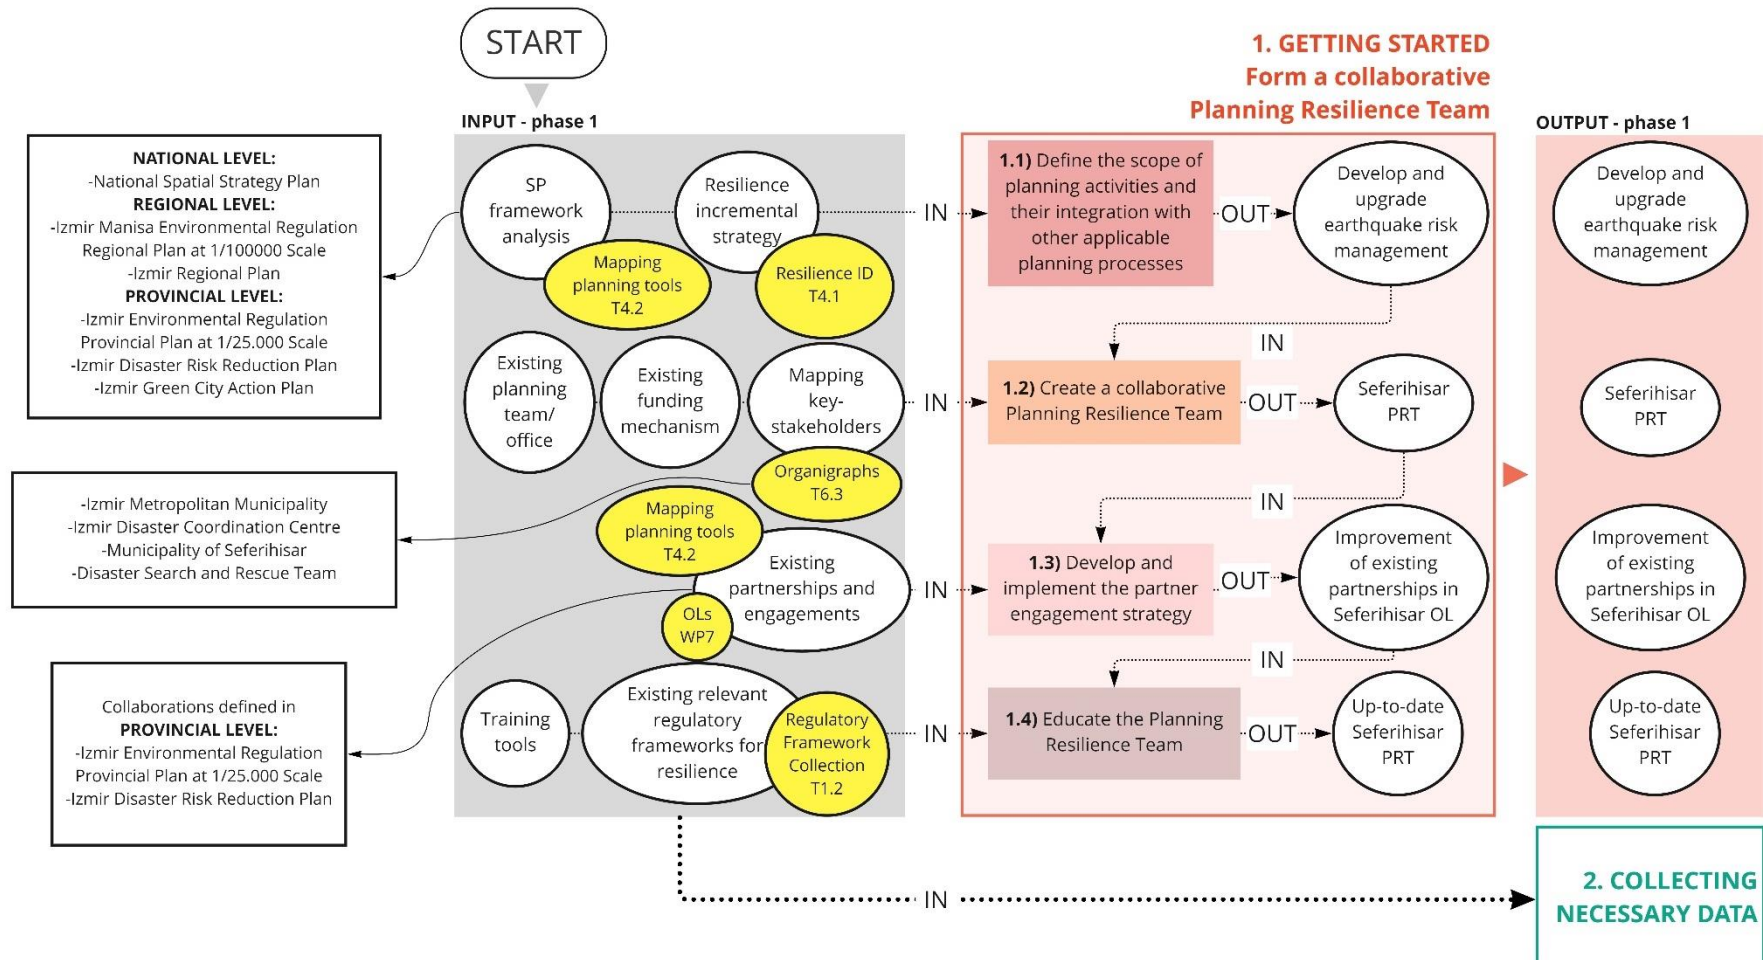 START
1. GETTING STARTED
Form a collaborative
Planning Resilience Team
INPUT - phase 1
OUTPUT - phase 1
NATIONAL LEVEL:
-National Spatial Strategy Plan
REGIONAL LEVEL:
-Izmir Manisa Environmental Regulation
Regional Plan at 1/100000 Scale
-Izmir Regional Plan
PROVINCIAL LEVEL:
-Izmir Environmental Regulation
Provincial Plan at 1/25.000 Scale
-Izmir Disaster Risk Reduction Plan
-Izmir Green City Action Plan
-Izmir Metropolitan Municipality
-Izmir Disaster Coordination Centre
-Municipality of Seferihisar
-Disaster Search and Rescue Team
Collaborations defined in
PROVINCIAL LEVEL:
-Izmir Environmental Regulation
Provincial Plan at 1/25.000 Scale
-Izmir Disaster Risk Reduction Plan
SP
framework
analysis
Mapping
planning tools
T4.2
Resilience
incremental
strategy
Resilience ID
T4.1
IN
1.1) Define the scope of
planning activities and
their integration with
other applicable
planning processes
OUT
Develop and
upgrade
earthquake risk
management
Develop and
upgrade
earthquake risk
management
IN
Existing
planning
team/
office
Existing
funding
mechanism
Mapping
key-
stakeholders
Organigraphs
T6.3
IN
1.2) Create a collaborative
Planning Resilience Team
OUT
Seferihisar
PRT
Seferihisar
PRT
IN
Mapping
planning tools
T4.2
Existing
partnerships and
engagements
OLs
WP7
IN
1.3) Develop and
implement the partner
engagement strategy
OUT
Improvement
of existing
partnerships in
Seferihisar OL
Improvement
of existing
partnerships in
Seferihisar OL
IN
Training
tools
Existing relevant
regulatory
frameworks for
resilience
Regulatory
Framework
Collection
T1.2
IN
1.4) Educate the Planning
Resilience Team
OUT
Up-to-date
Seferihisar
PRT
Up-to-date
Seferihisar
PRT
IN
2. COLLECTING
NECESSARY DATA